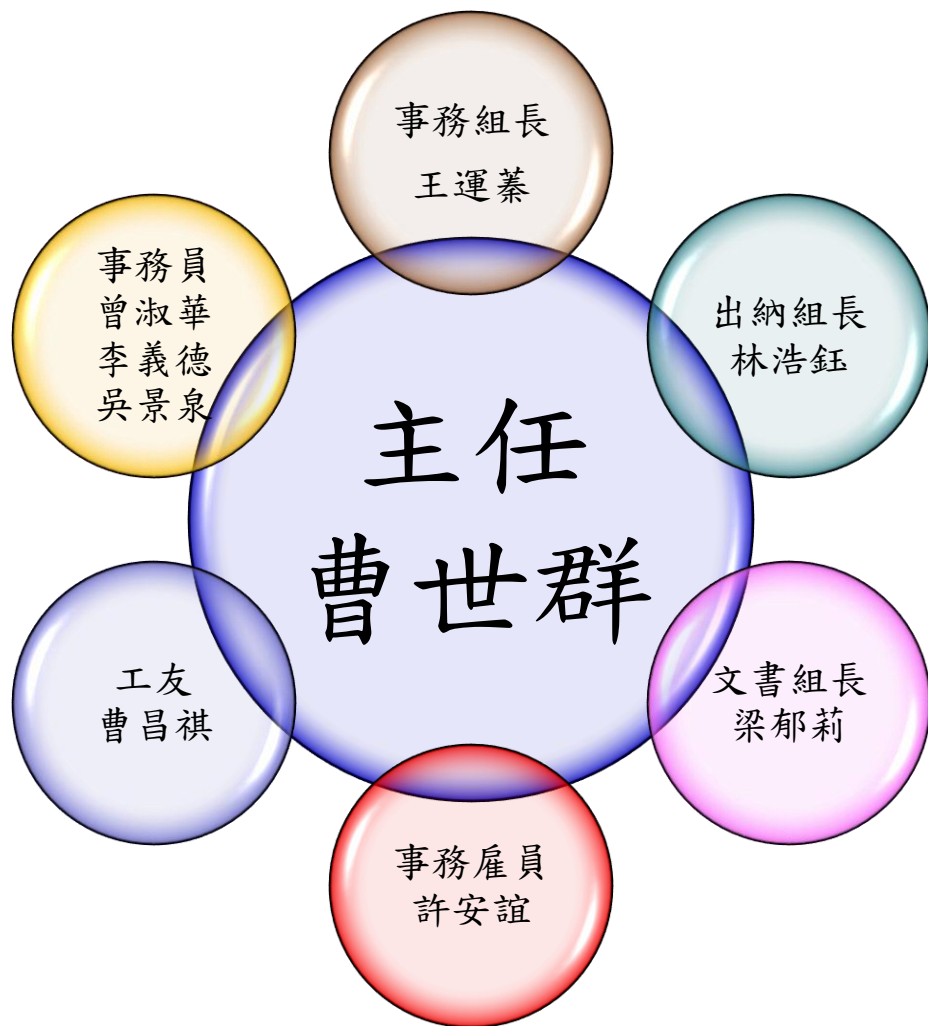 事務組長
王運蓁
出納組長
林浩鈺
文書組長
梁郁莉
事務雇員
許安誼
工友
曹昌祺
事務員
曾淑華
李義德
吳景泉
主任
曹世群